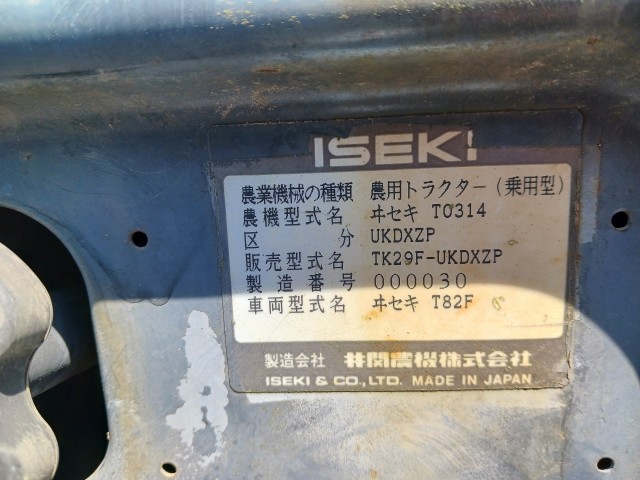 ISEKI
農業機械の種類 農用トラクター(乗用型)
農機型式名 ヰセキ T0314
区分 UKDXZP
販売型式名 TK29F-UKDXZP
製造番号 000030
車両型式名 ヰセキ T82F
製造会社 井関農機株式会社
ISEKI & CO., LTD. MADE IN JAPAN